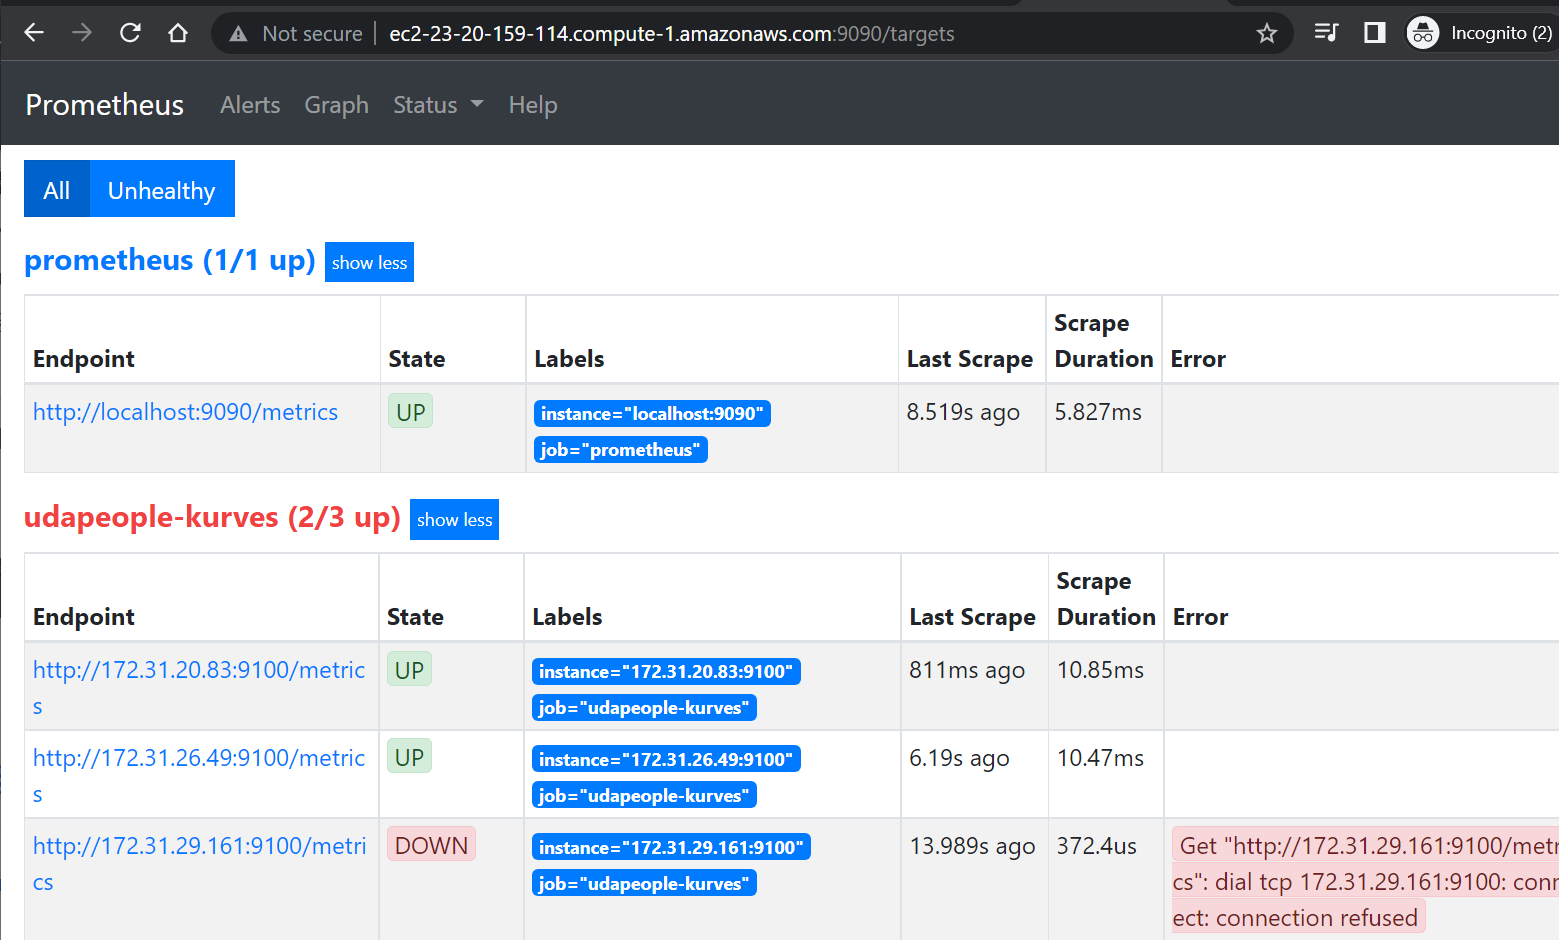 Not secure ec2-23-20-159-114.compute-1.amazonaws.com:9090/targets Incognito (2)
Prometheus Alerts Graph Status Help
All Unhealthy
prometheus (1/1 up) show less
Scrape
Endpoint State Labels Last Scrape Duration Error
http://localhost:9090/metrics UP instance="localhost:9090" 8.519s ago 5.827ms
job="prometheus"
udapeople-kurves (2/3 up) show less
Scrape
Endpoint State Labels Last Scrape Duration Error
http://172.31.20.83:9100/metric UP instance="172.31.20.83:9100" 811ms ago 10.85ms
s job="udapeople-kurves"
http://172.31.26.49:9100/metric UP instance="172.31.26.49:9100" 6.19s ago 10.47ms
s job="udapeople-kurves"
http://172.31.29.161:9100/metri DOWN instance="172.31.29.161:9100" 13.989s ago 372.4us Get "http://172.31.29.161:9100/metr
cs job="udapeople-kurves" cs": dial tcp 172.31.29.161:9100: conn
ect: connection refused